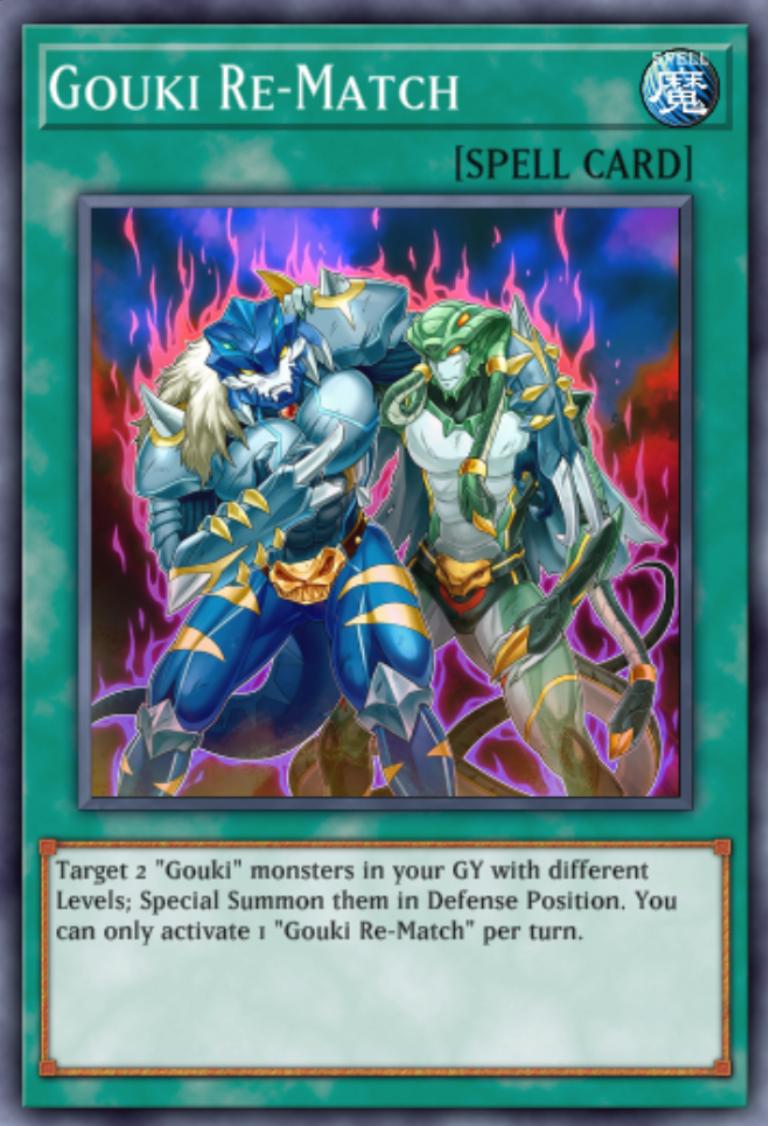 Gouki Re-Match
SPELL
魔
[SPELL CARD]
Target 2 "Gouki" monsters in your GY with different
Levels; Special Summon them in Defense Position. You
can only activate 1 "Gouki Re-Match" per turn.